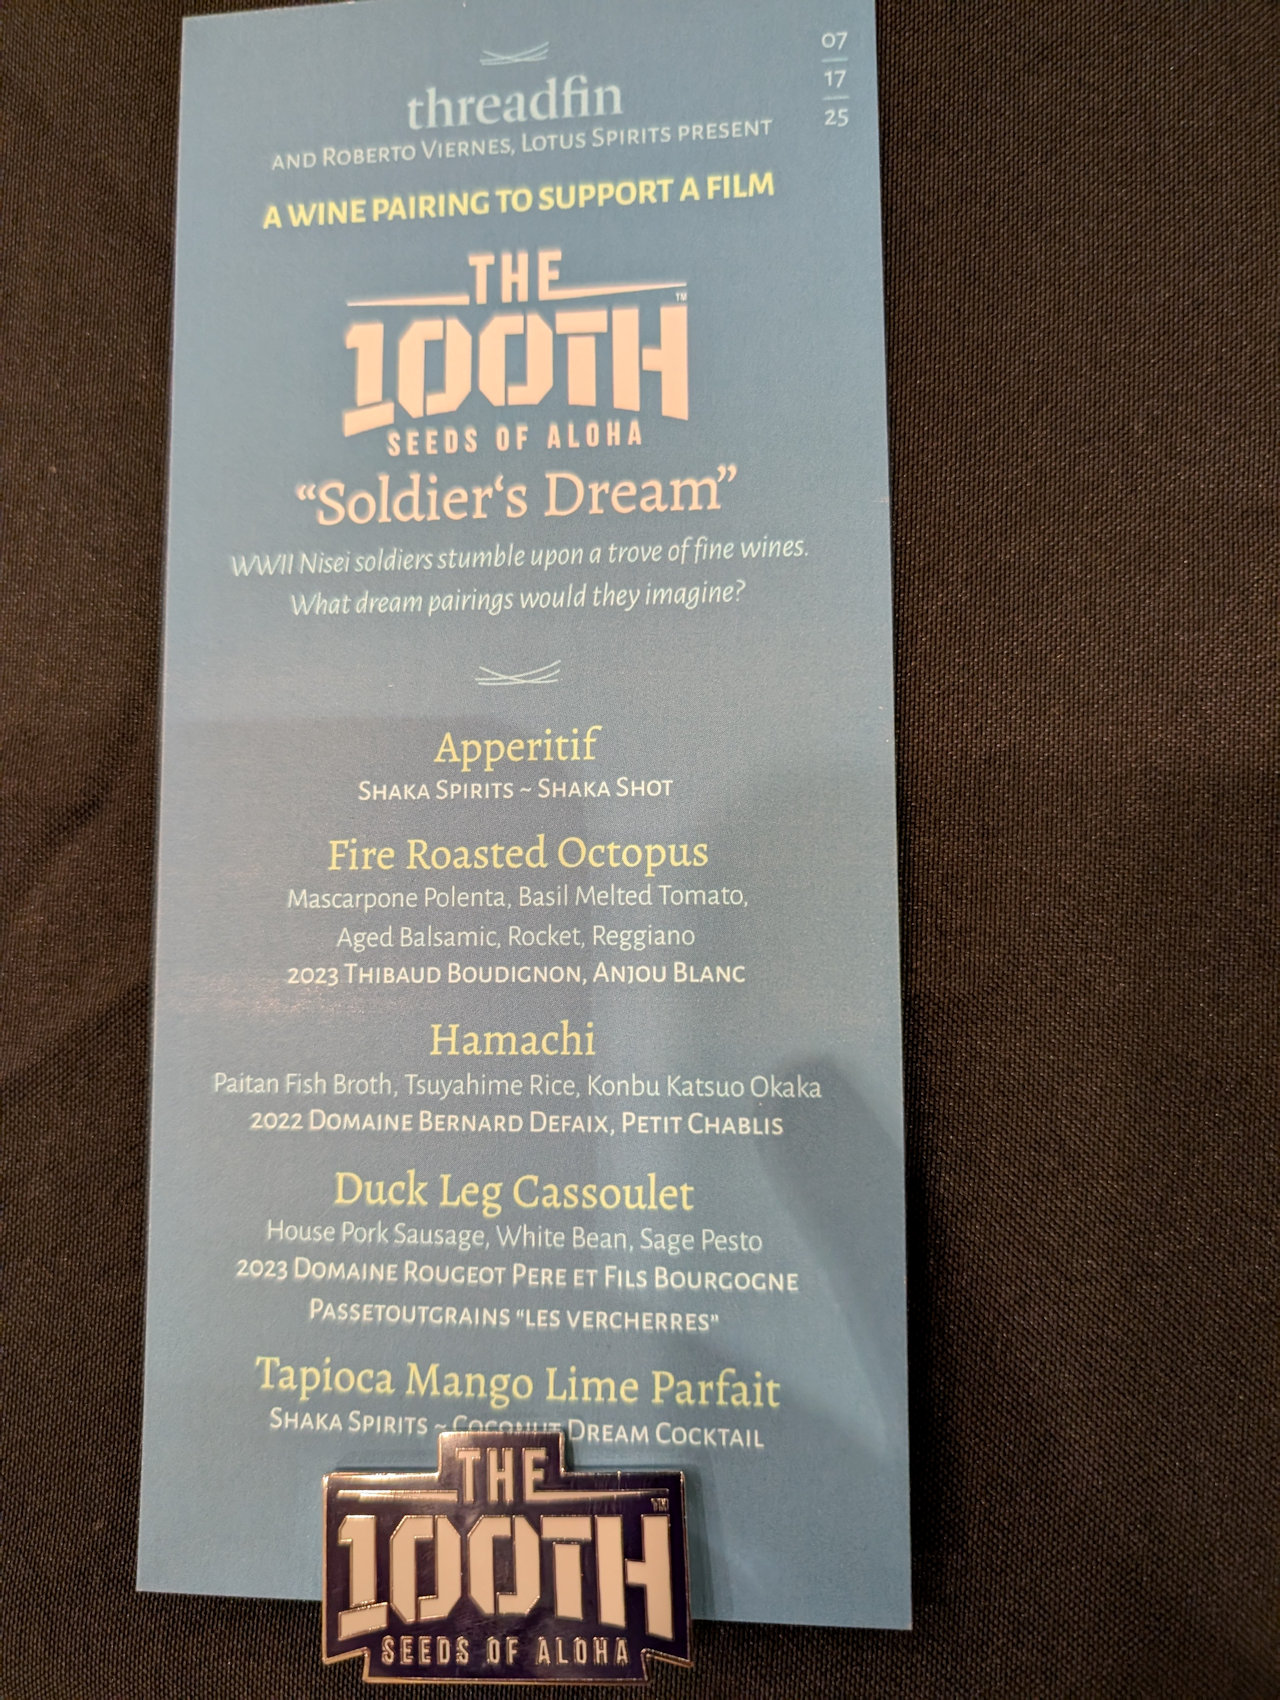 threadfin
07
17
25
AND ROBERTO VIERNES, LOTUS SPIRITS PRESENT
A WINE PAIRING TO SUPPORT A FILM
THE
100TH™
SEEDS OF ALOHA
“Soldier‘s Dream”
WWII Nisei soldiers stumble upon a trove of fine wines.
What dream pairings would they imagine?
Apperitif
SHAKA SPIRITS ~ SHAKA SHOT
Fire Roasted Octopus
Mascarpone Polenta, Basil Melted Tomato,
Aged Balsamic, Rocket, Reggiano
2023 THIBAUD BOUDIGNON, ANJOU BLANC
Hamachi
Paitan Fish Broth, Tsuyahime Rice, Konbu Katsuo Okaka
2022 DOMAINE BERNARD DEFAIX, PETIT CHABLIS
Duck Leg Cassoulet
House Pork Sausage, White Bean, Sage Pesto
2023 DOMAINE ROUGEOT PERE ET FILS BOURGOGNE
PASSETOUTGRAINS “LES VERCHERRES”
Tapioca Mango Lime Parfait
SHAKA SPIRITS ~ COCONUT DREAM COCKTAIL
THE
100TH™
SEEDS OF ALOHA